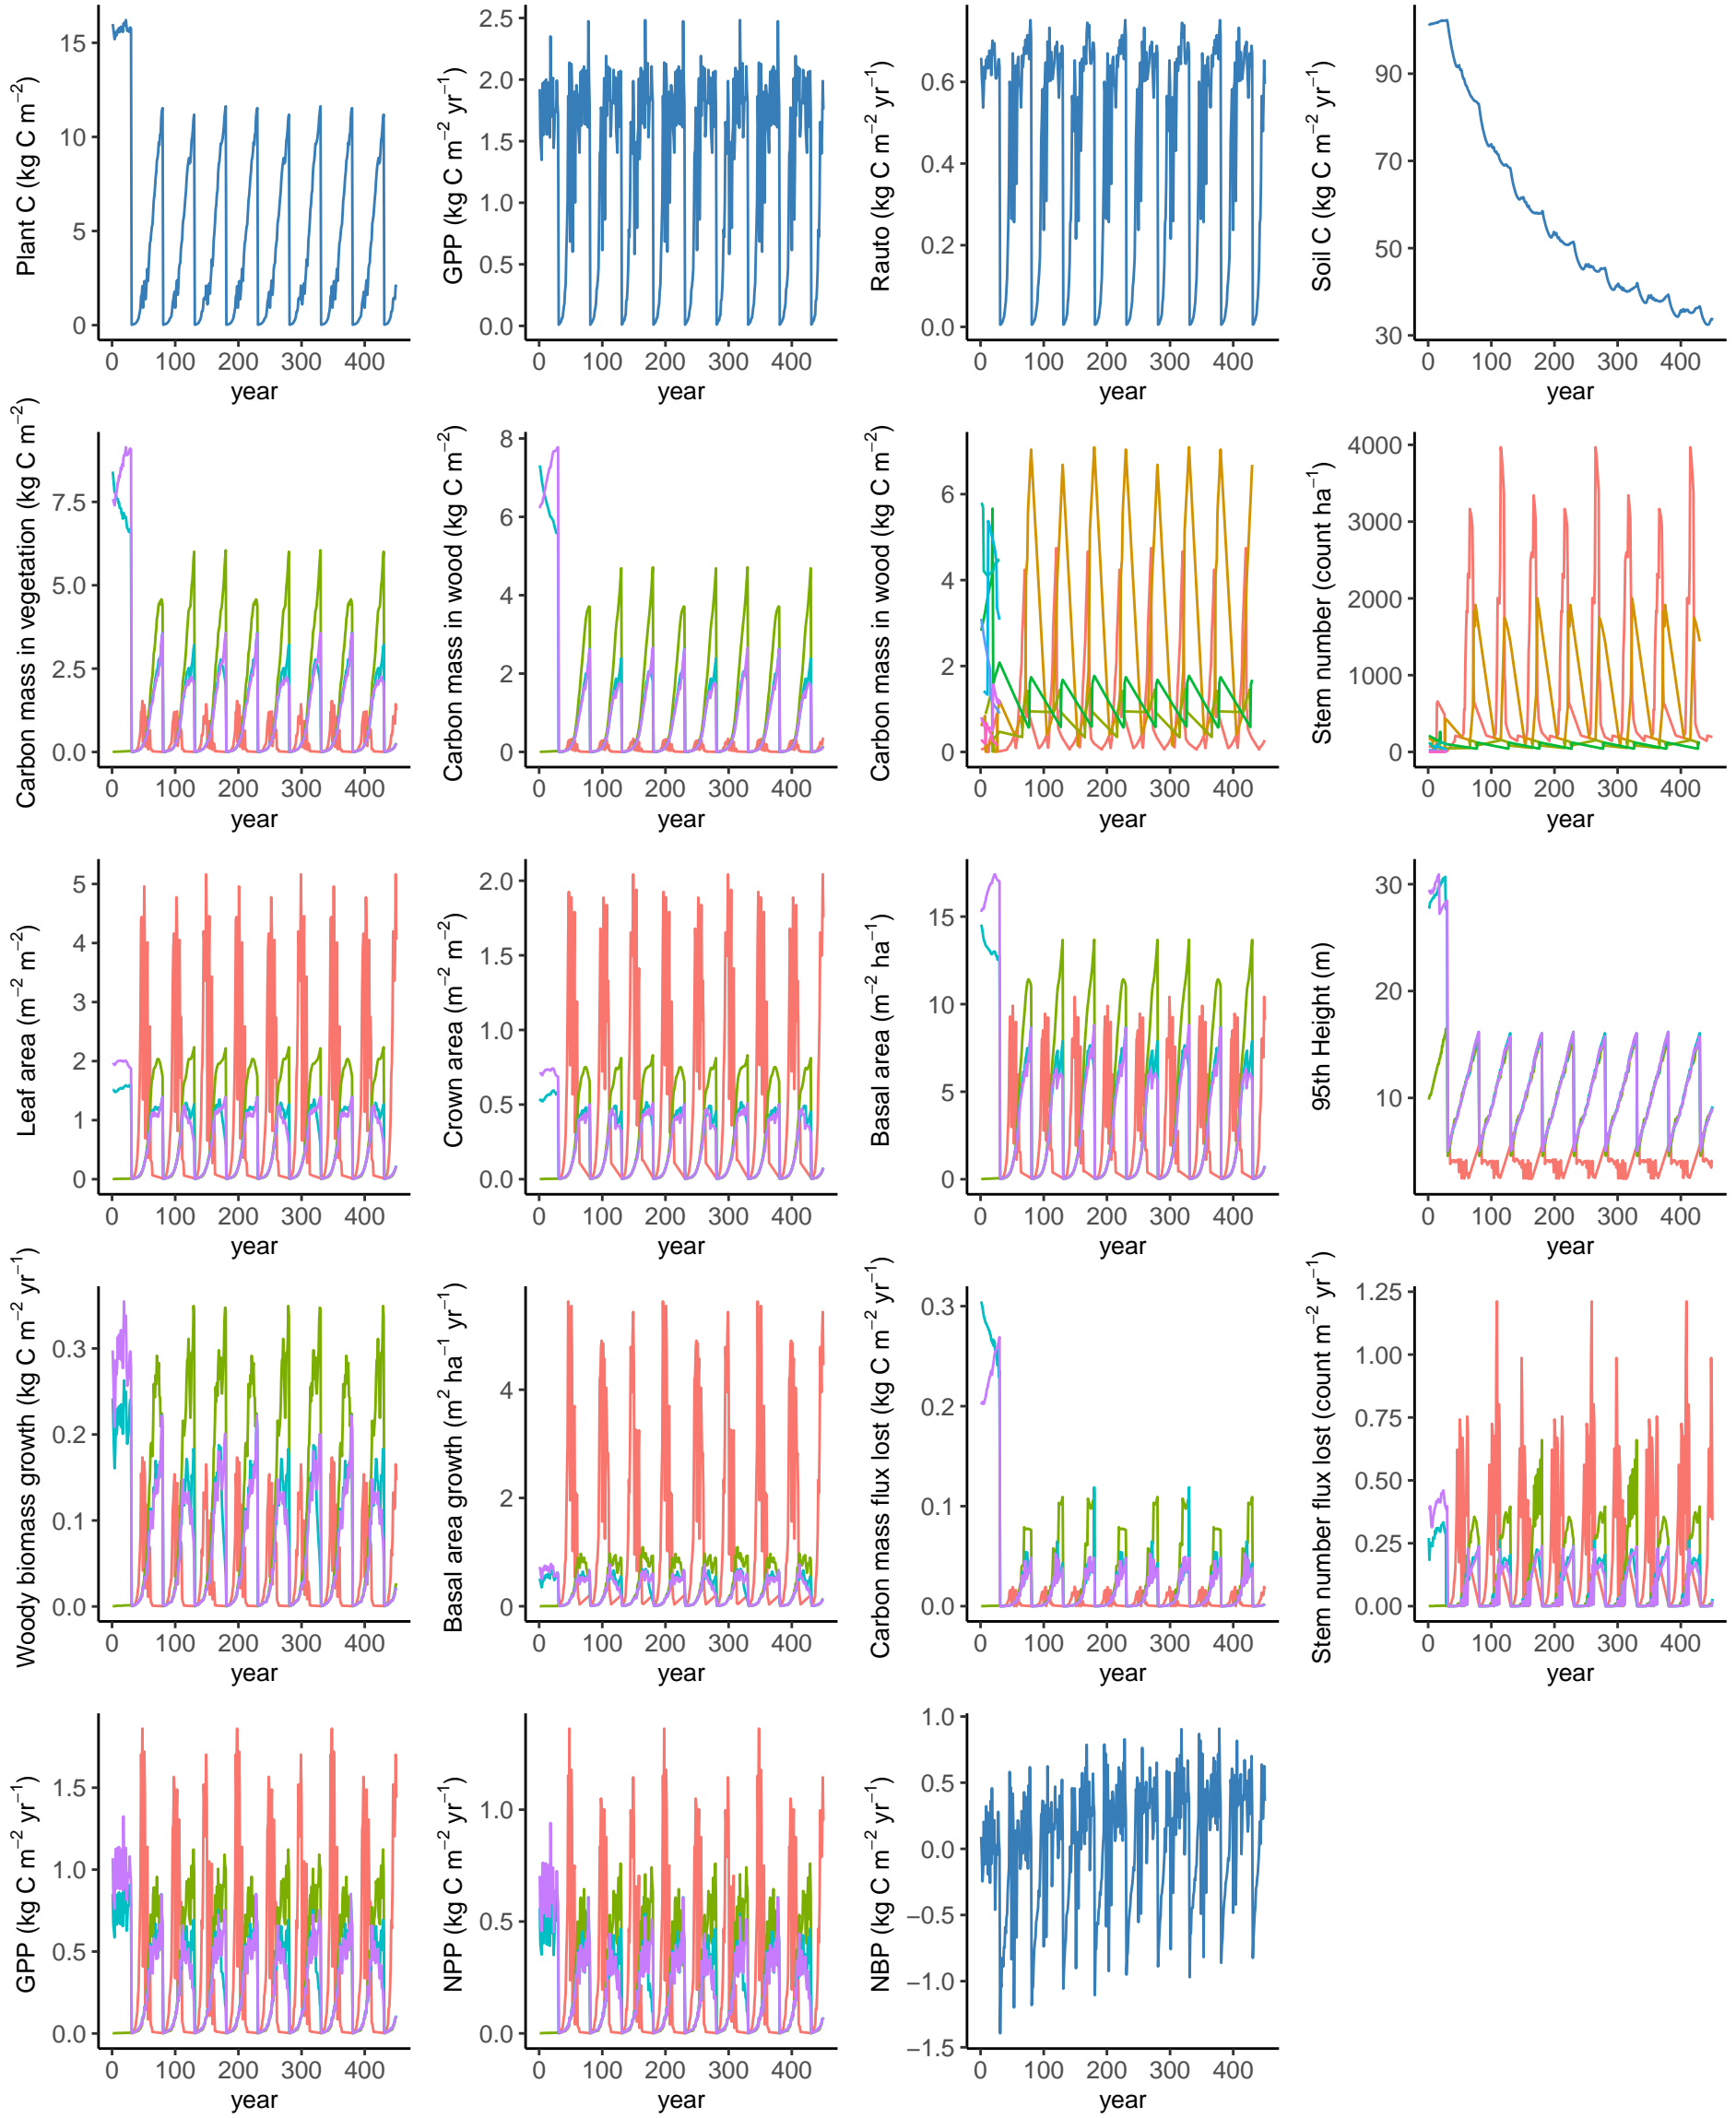 Plant C (kg C m−2)
15
10
5
0
0 100 200 300 400
year
GPP (kg C m−2 yr−1)
2.5
2.0
1.5
1.0
0.5
0.0
0 100 200 300 400
year
Rauto (kg C m−2 yr−1)
0.6
0.4
0.2
0.0
0 100 200 300 400
year
Soil C (kg C m−2 yr−1)
90
70
50
30
0 100 200 300 400
year
Carbon mass in vegetation (kg C m−2)
7.5
5.0
2.5
0.0
0 100 200 300 400
year
Carbon mass in wood (kg C m−2)
8
6
4
2
0
0 100 200 300 400
year
Carbon mass in wood (kg C m−2)
6
4
2
0
0 100 200 300 400
year
Stem number (count ha−1)
4000
3000
2000
1000
0
0 100 200 300 400
year
Leaf area (m−2 m−2)
5
4
3
2
1
0
0 100 200 300 400
year
Crown area (m−2 m−2)
2.0
1.5
1.0
0.5
0.0
0 100 200 300 400
year
Basal area (m−2 ha−1)
15
10
5
0
0 100 200 300 400
year
95th Height (m)
30
20
10
0 100 200 300 400
year
Woody biomass growth (kg C m−2 yr−1)
0.3
0.2
0.1
0.0
0 100 200 300 400
year
Basal area growth (m2 ha−1 yr−1)
4
2
0
0 100 200 300 400
year
Carbon mass flux lost (kg C m−2 yr−1)
0.3
0.2
0.1
0.0
0 100 200 300 400
year
Stem number flux lost (count m−2 yr−1)
1.25
1.00
0.75
0.50
0.25
0.00
0 100 200 300 400
year
GPP (kg C m−2 yr−1)
1.5
1.0
0.5
0.0
0 100 200 300 400
year
NPP (kg C m−2 yr−1)
1.0
0.5
0.0
0 100 200 300 400
year
NBP (kg C m−2 yr−1)
1.0
0.5
0.0
−0.5
−1.0
−1.5
0 100 200 300 400
year